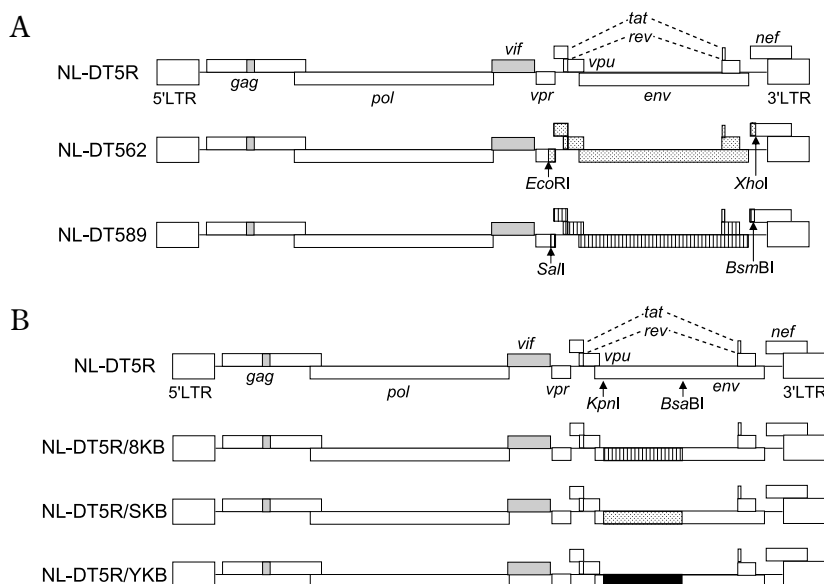 A
tat
rev
vif
nef
NL-DT5R
vpu
5'LTR
gag
pol
vpr
env
3'LTR
NL-DT562
EcoRI
XhoI
NL-DT589
SalI
BsmBI
B
tat
rev
vif
nef
NL-DT5R
vpu
5'LTR
gag
pol
vpr
env
3'LTR
KpnI
BsaBI
NL-DT5R/8KB
NL-DT5R/SKB
NL-DT5R/YKB